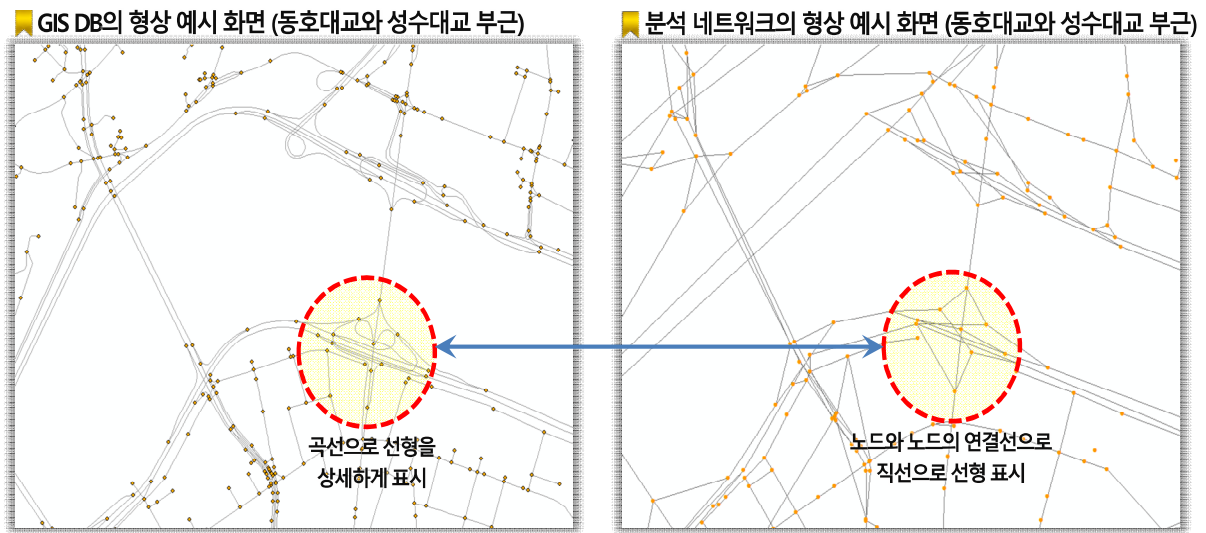 GIS DB의 형상 예시 화면 (동호대교와 성수대교 부근)
분석 네트워크의 형상 예시 화면 (동호대교와 성수대교 부근)
곡선으로 선형을
상세하게 표시
노드와 노드의 연결선으로
직선으로 선형 표시